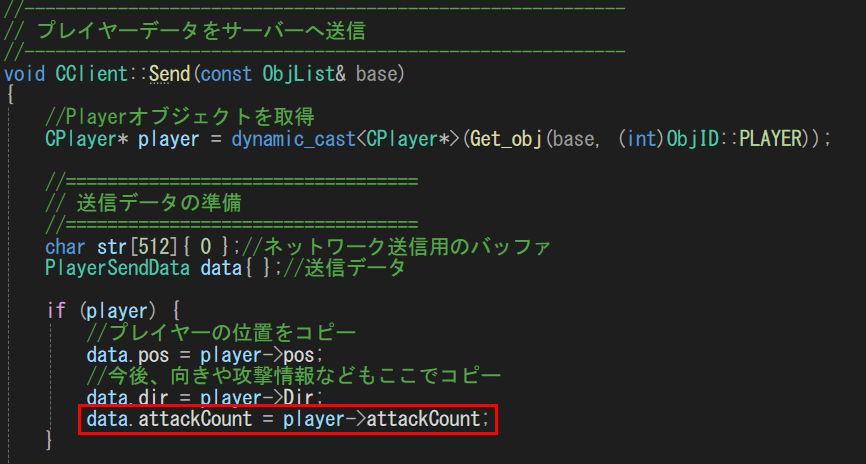 //----------------------------------------------------------
// プレイヤーデータをサーバーへ送信
//----------------------------------------------------------
void CClient::Send(const ObjList& base)
{
    //Playerオブジェクトを取得
    CPlayer* player = dynamic_cast<CPlayer*>(Get_obj(base, (int)ObjID::PLAYER));
    //==================================
    // 送信データの準備
    //==================================
    char str[512]{ 0 };//ネットワーク送信用のバッファ
    PlayerSendData data{ };//送信データ
    if (player) {
        //プレイヤーの位置をコピー
        data.pos = player->pos;
        //今後、向きや攻撃情報などもここでコピー
        data.dir = player->Dir;
        data.attackCount = player->attackCount;
    }